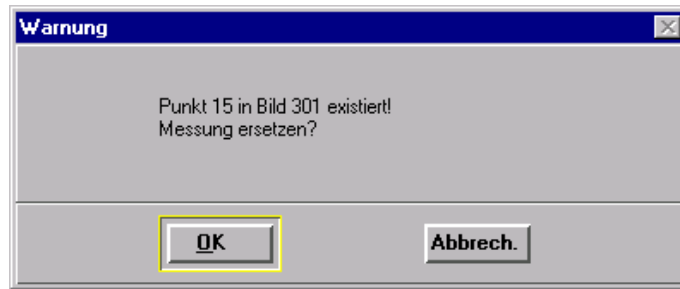 Warnung
Punkt 15 in Bild 301 existiert!
Messung ersetzen?
OK
Abbrech.